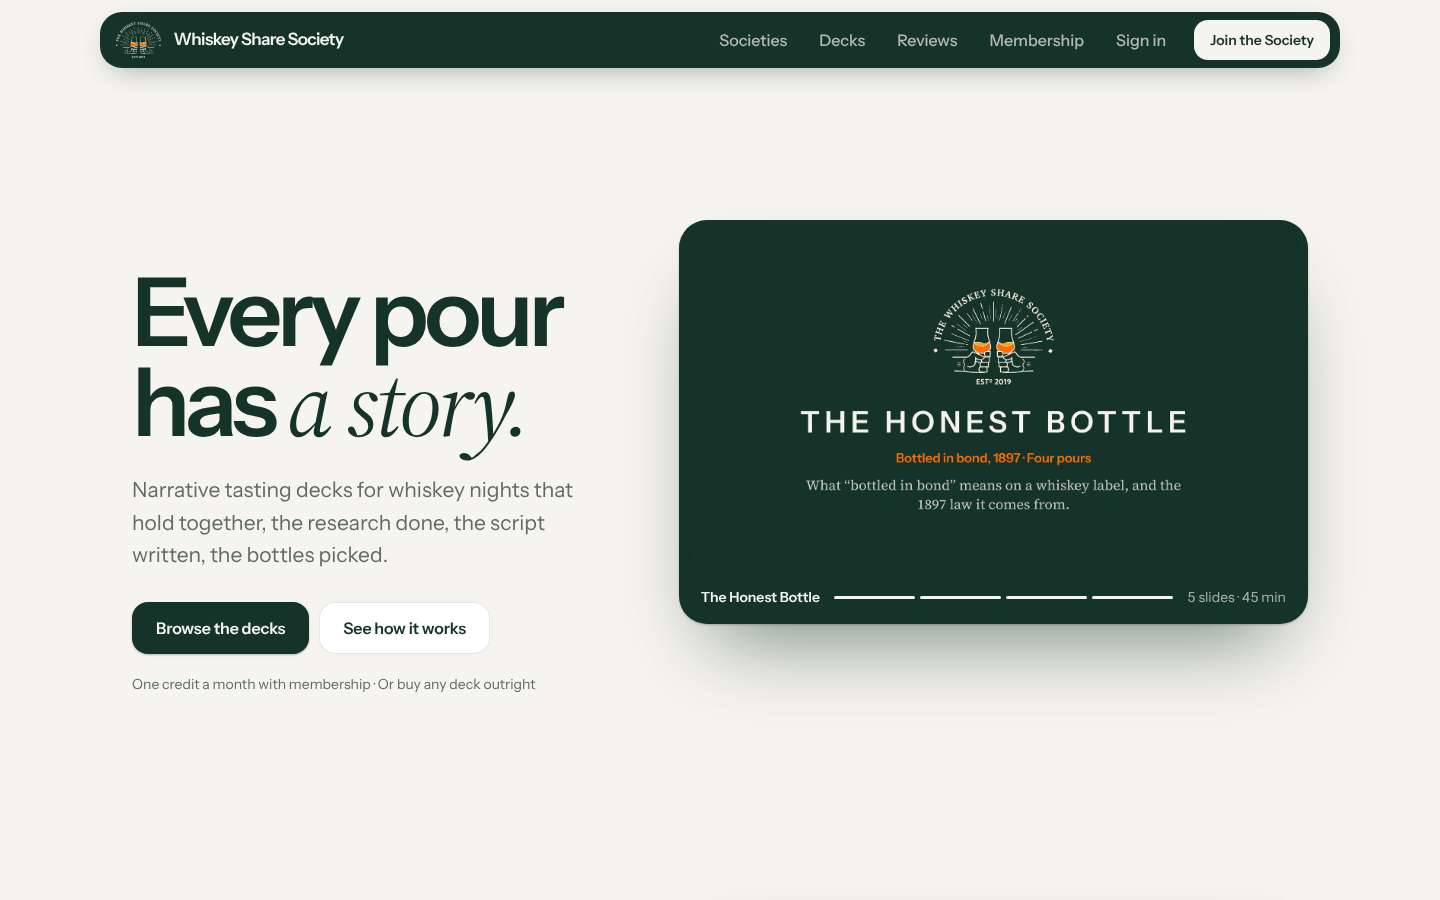 Whiskey Share Society
Societies
Decks
Reviews
Membership
Sign in
Join the Society
Every pour
has a story.
Narrative tasting decks for whiskey nights that
hold together, the research done, the script
written, the bottles picked.
Browse the decks
See how it works
One credit a month with membership · Or buy any deck outright
THE WHISKEY SHARE SOCIETY
ESTD 2019
THE HONEST BOTTLE
Bottled in bond, 1897 · Four pours
What “bottled in bond” means on a whiskey label, and the
1897 law it comes from.
The Honest Bottle
5 slides · 45 min